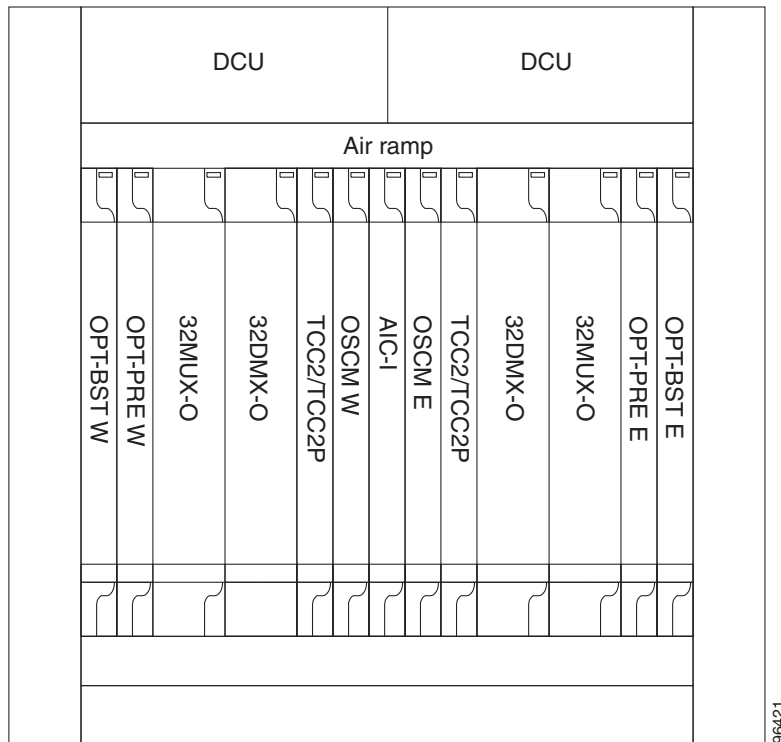 DCU
DCU
Air ramp
OPT-BST W
OPT-PRE W
32MUX-O
32DMX-O
TCC2/TCC2P
OSCM W
AIC-I
OSCM E
TCC2/TCC2P
32DMX-O
32MUX-O
OPT-PRE E
OPT-BST E
96421